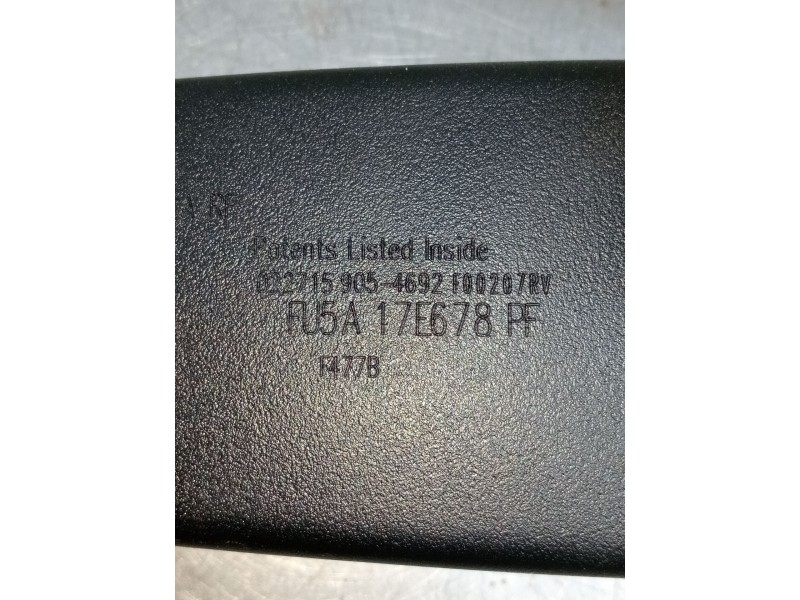 Patents Listed Inside
022715 905-4692 F00207RV
FU5A 17E678 PF
F477B